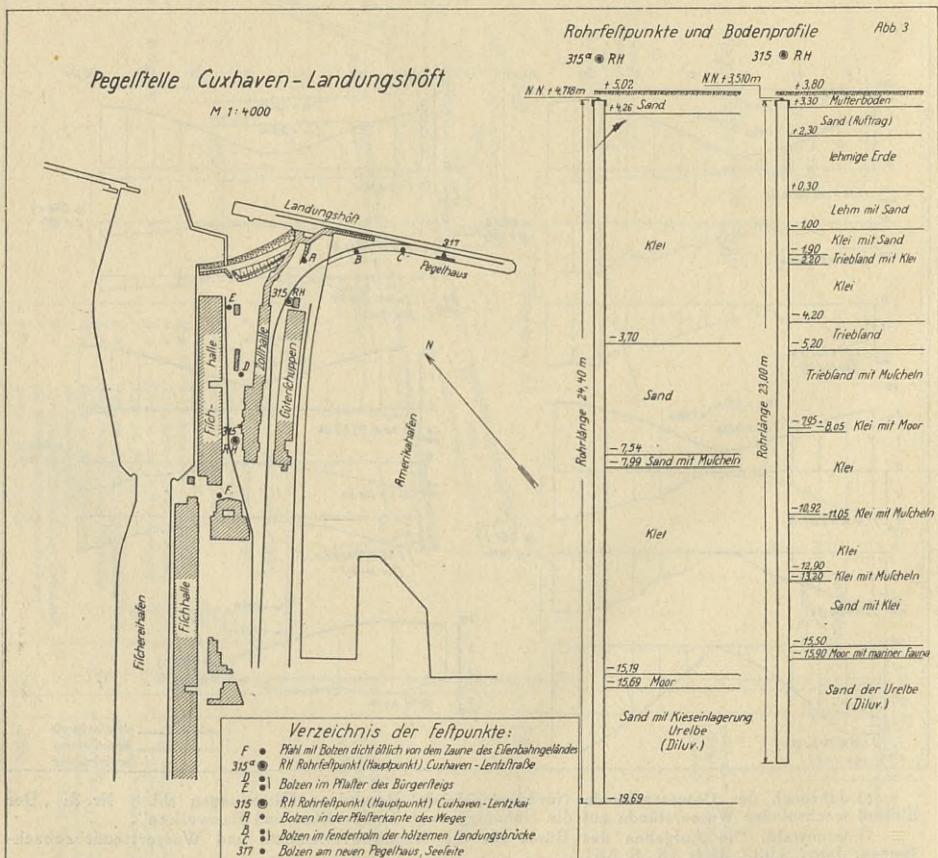 Rohrfeſtpunkte und Bodenprofile
Abb 3
Pegelſtelle Cuxhaven-Landungshöft
M 1:4000
Landungshöft
317
Pegelhaus
A
B
C
315 RH
E
D
F
Fiſchhalle
Zollhalle
Güterſchuppen
315ª RH
Amerikahafen
N
Fiſchereihafen
Fiſchhalle
315ª RH
+5,02
NN +4,718m
+4,26
Sand
Klei
-3,70
Sand
-7,54
-7,99 Sand mit Muſcheln
Klei
-15,19
-15,69 Moor
Sand mit Kieseinlagerung
Urelbe
(Diluv.)
-19,69
Rohrlänge 24,40 m
315 RH
NN +3,510m
+3,80
+3,30 Mutterboden
Sand (Auftrag)
+2,30
lehmige Erde
+0,30
Lehm mit Sand
-1,00
Klei mit Sand
-1,90
-2,20 Triebſand mit Klei
Klei
-4,20
Triebſand
-5,20
Triebſand mit Muſcheln
-7,95
-8,05 Klei mit Moor
Klei
-10,92
-11,05 Klei mit Muſcheln
Klei
-12,90
-13,20 Klei mit Muſcheln
Sand mit Klei
-15,50
-15,90 Moor mit mariner Fauna
Sand der Urelbe
(Diluv.)
Rohrlänge 23,00 m
Verzeichnis der Feſtpunkte:
F Pfahl mit Bolzen dicht öſtlich von dem Zaune des Eiſenbahngeländes
315ª RH Rohrfeſtpunkt (Hauptpunkt) Cuxhaven-Lentzſtraße
D
E } Bolzen im Pflaſter des Bürgerſteigs
315 RH Rohrfeſtpunkt (Hauptpunkt) Cuxhaven-Lentzkai
A Bolzen in der Pflaſterkante des Weges
B
C } Bolzen im Fenderholm der hölzernen Landungsbrücke
317 Bolzen am neuen Pegelhaus, Seeſeite